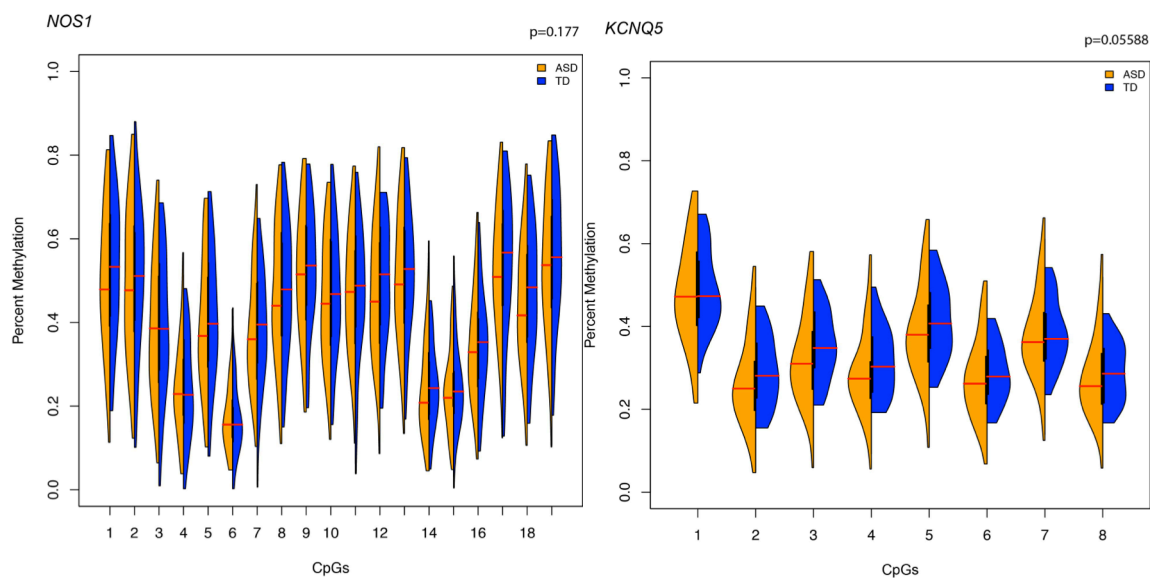 NOS1
p=0.177
ASD
TD
Percent Methylation
1.0
0.8
0.6
0.4
0.2
0.0
1 2 3 4 5 6 7 8 9 10 12 14 16 18
CpGs
KCNQ5
p=0.05588
ASD
TD
Percent Methylation
1.0
0.8
0.6
0.4
0.2
0.0
1 2 3 4 5 6 7 8
CpGs